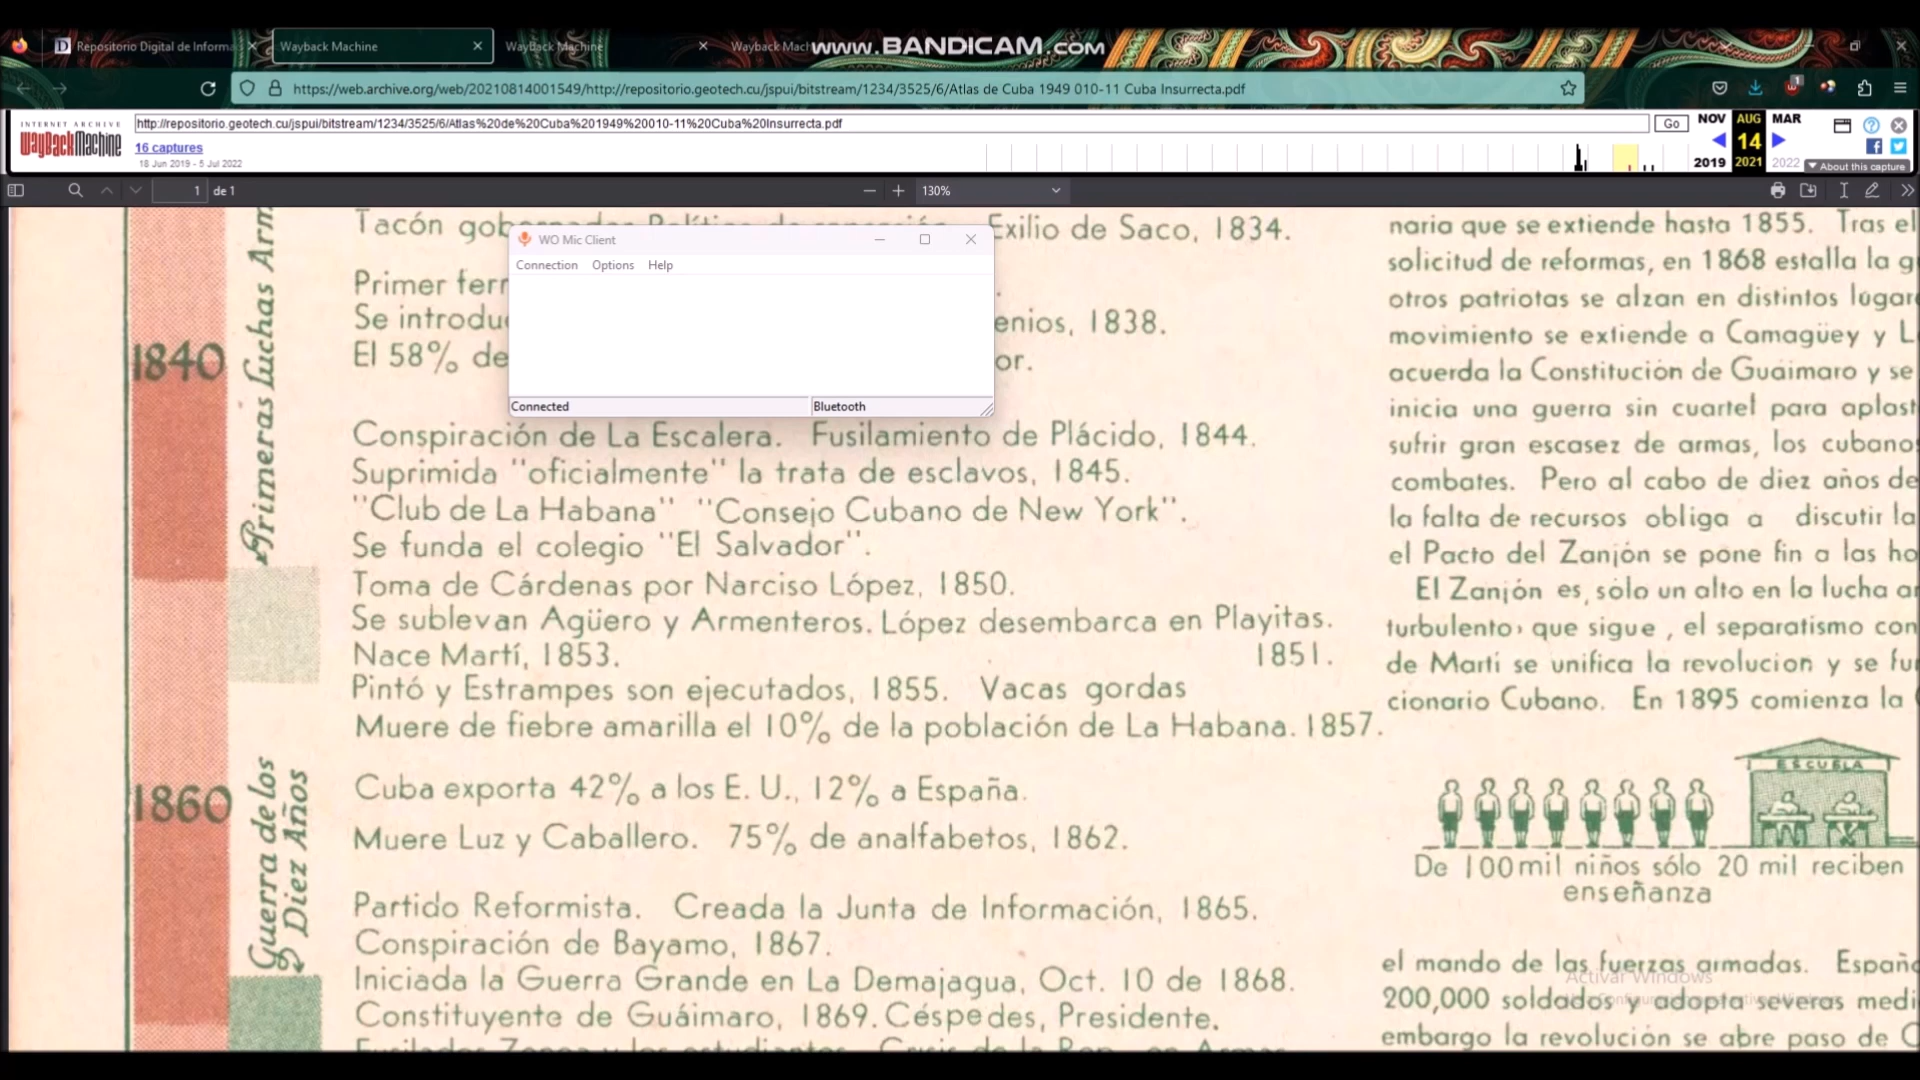 Repositorio Digital de Informa
Wayback Machine
WayBack Machine
Wayback Mach
www.BANDICAM.com
https://web.archive.org/web/20210814001549/http://repositorio.geotech.cu/jspui/bitstream/1234/3525/6/Atlas de Cuba 1949 010-11 Cuba Insurrecta.pdf
1
INTERNET ARCHIVE
WayBackMachine
http://repositorio.geotech.cu/jspui/bitstream/1234/3525/6/Atlas%20de%20Cuba%201949%20010-11%20Cuba%20Insurrecta.pdf
Go
NOV AUG MAR
16 captures
14
18 Jun 2019 - 5 Jul 2022
2019 2021 2022
About this capture
1 de 1
130%
Tacón
Exilio de Saco, 1834.
WO Mic Client
Connection Options Help
Connected Bluetooth
Primer
Se
enios, 1838.
El 58%
or.
1840
Primeras Luchas Arm
Conspiración de La Escalera. Fusilamiento de Plácido, 1844.
Suprimida "oficialmente" la trata de esclavos, 1845.
"Club de La Habana" "Consejo Cubano de New York".
Se funda el colegio "El Salvador".
Toma de Cárdenas por Narciso López, 1850.
Se sublevan Agüero y Armenteros. López desembarca en Playitas.
Nace Martí, 1853. 1851.
Pintó y Estrampes son ejecutados, 1855. Vacas gordas
Muere de fiebre amarilla el 10% de la población de La Habana. 1857.
1860
Guerra de los
Diez Años
Cuba exporta 42% a los E. U., 12% a España.
Muere Luz y Caballero. 75% de analfabetos, 1862.
Partido Reformista. Creada la Junta de Información, 1865.
Conspiración de Bayamo, 1867.
Iniciada la Guerra Grande en La Demajagua, Oct. 10 de 1868.
Constituyente de Guáimaro, 1869. Céspedes, Presidente.
naria que se extiende hasta 1855. Tras el
solicitud de reformas, en 1868 estalla la g
otros patriotas se alzan en distintos lugar
movimiento se extiende a Camagüey y L
acuerda la Constitución de Guáimaro y se
inicia una guerra sin cuartel para aplast
sufrir gran escasez de armas, los cubano
combates. Pero al cabo de diez años de
la falta de recursos obliga a discutir la
el Pacto del Zanjón se pone fin a las ho
El Zanjón es, sólo un alto en la lucha a
turbulento, que sigue, el separatismo con
de Martí se unifica la revolucion y se fu
cionario Cubano. En 1895 comienza la
ESCUELA
De 100 mil niños sólo 20 mil reciben
enseñanza
el mando de las fuerzas armadas. Españ
200,000 soldados y adopta severas medi
embargo la revolución se abre paso de
Activar Windows